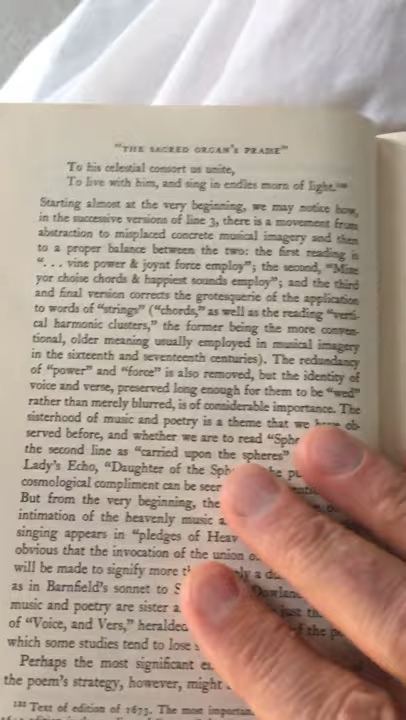 "THE SACRED ORGAN'S PRAISE"
To his celestial consort us unite,
To live with him, and sing in endles morn of light.
Starting almost at the very beginning, we may notice how,
in the successive versions of line 3, there is a movement from
abstraction to misplaced concrete musical imagery and then
to a proper balance between the two: the first reading is
". . . vine power & joynt force employ"; the second, "Mixe
yor choise chords & happiest sounds employ"; and the third
and final version corrects the grotesquerie of the application
to words of "strings" ("chords," as well as the reading "verti-
cal harmonic clusters," the former being the more conven-
tional, older meaning usually employed in musical imagery
in the sixteenth and seventeenth centuries). The redundancy
of "power" and "force" is also removed, but the identity of
voice and verse, preserved long enough for them to be "wed"
rather than merely blurred, is of considerable importance. The
sisterhood of music and poetry is a theme that we have ob-
served before, and whether we are to read
the second line as "carried upon the spheres"
Lady's Echo, "Daughter of the
cosmological compliment can be seen
But from the very beginning, the
intimation of the heavenly music
singing appears in "pledges of
obvious that the invocation of the union
will be made to signify more
as in Barnfield's sonnet to
music and poetry are sister
of "Voice, and Vers,"
which some studies tend to lose
Perhaps the most significant
the poem's strategy, however, might
Text of edition of 1673. The most